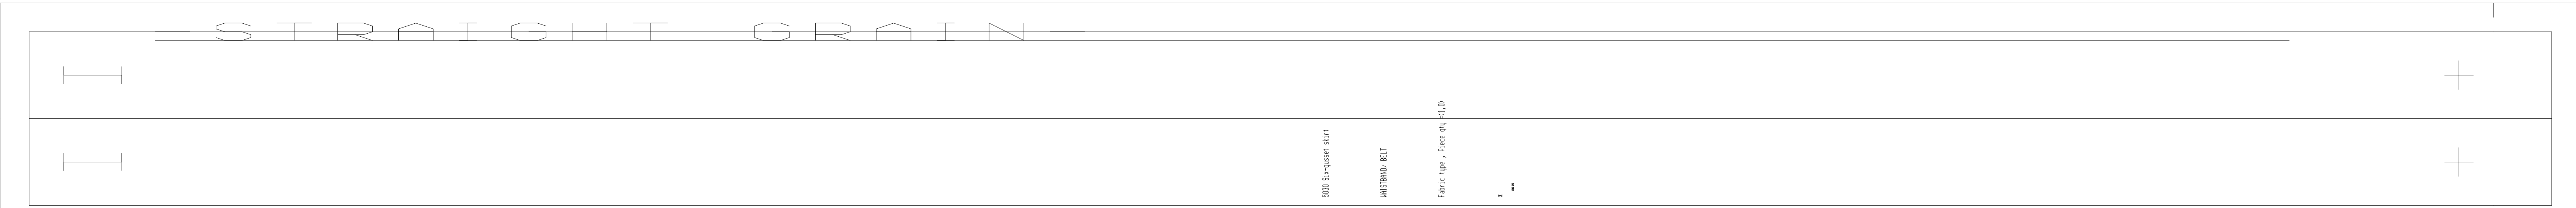 - STRAIGHT GRAIN -
5030 Six-gusset skirt
WAISTBAND/ BELT
Fabric type , Piece qty =(1,0)